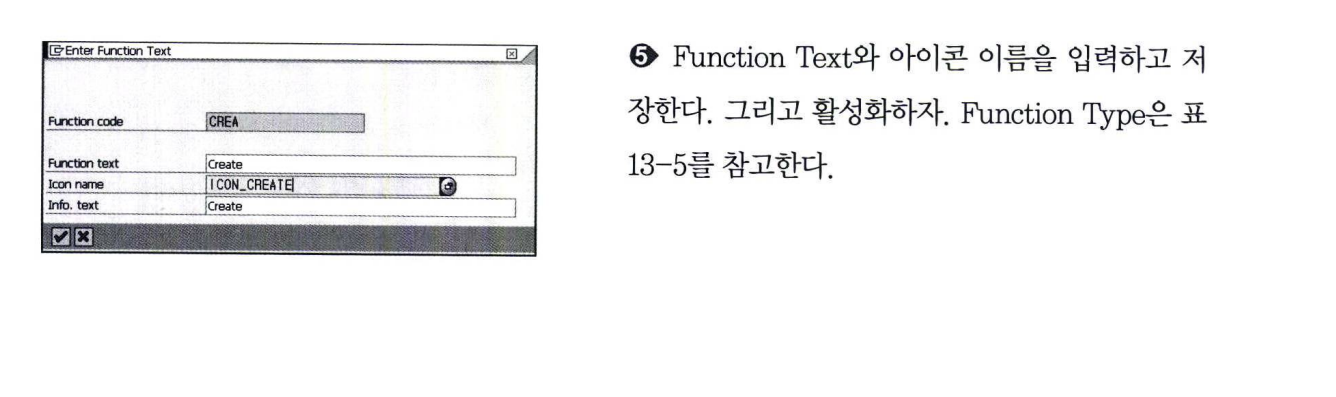 Enter Function Text
Function code CREA
Function text Create
Icon name ICON_CREATE
Info. text Create
❺ Function Text와 아이콘 이름을 입력하고 저
장한다. 그리고 활성화하자. Function Type은 표
13-5를 참고한다.